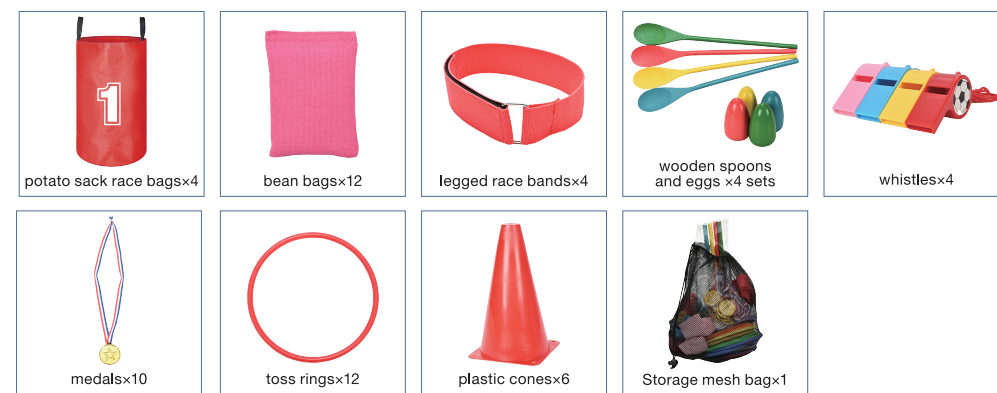 1
potato sack race bags×4
bean bags×12
legged race bands×4
wooden spoons
and eggs ×4 sets
whistles×4
medals×10
toss rings×12
plastic cones×6
Storage mesh bag×1